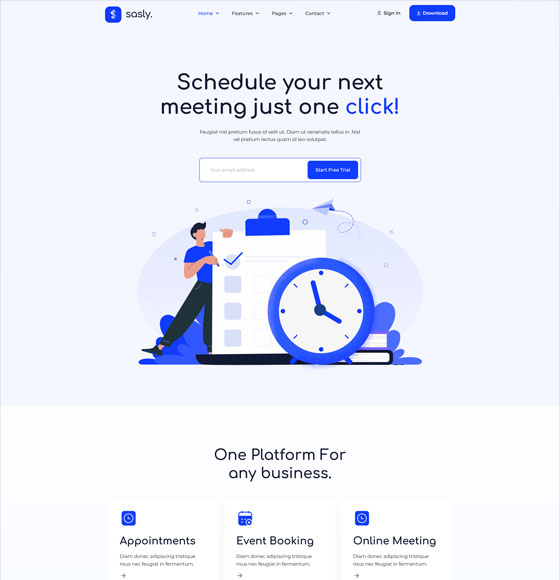 $ sasly.
Home Features Pages Contact
Sign In
Download
Schedule your next
meeting just one click!
Feugiat nisl pretium fusce id velit ut. Diam ut venenatis tellus in. Nisl
vel pretium lectus quam id leo volutpat.
Your email address
Start Free Trial
One Platform For
any business.
Appointments
Diam donec adipiscing tristique
risus nec feugiat in fermentum.
Event Booking
Diam donec adipiscing tristique
risus nec feugiat in fermentum.
Online Meeting
Diam donec adipiscing tristique
risus nec feugiat in fermentum.